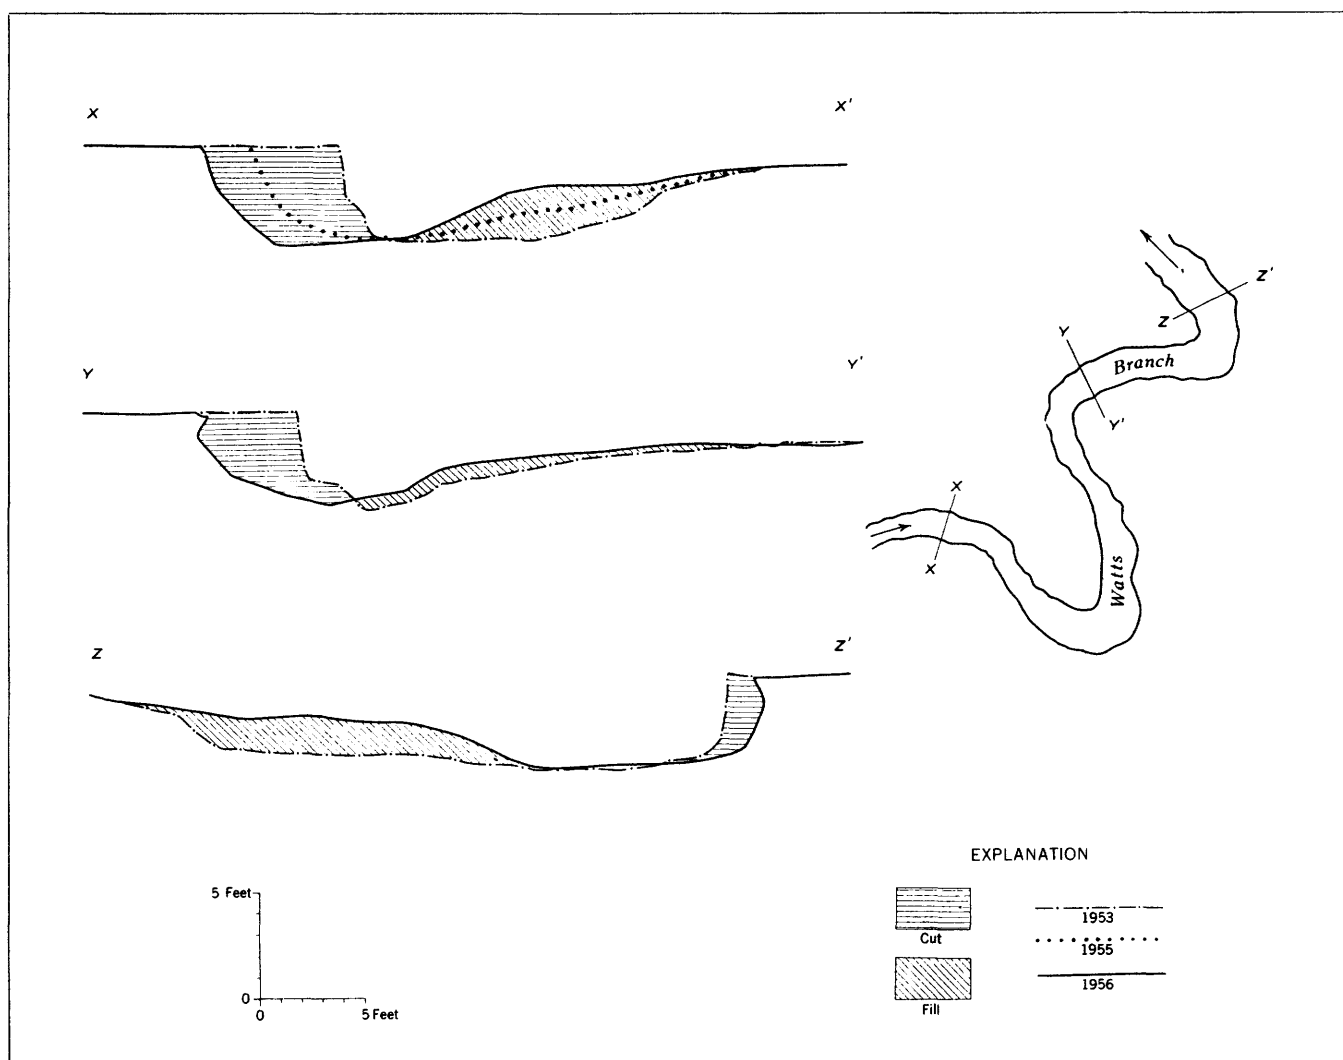 X X'
Y Y'
Z Z'
Z Z'
Y
Branch
Y'
X
X
Watts
5 Feet
0
0 5 Feet
EXPLANATION
Cut
Fill
1953
1955
1956